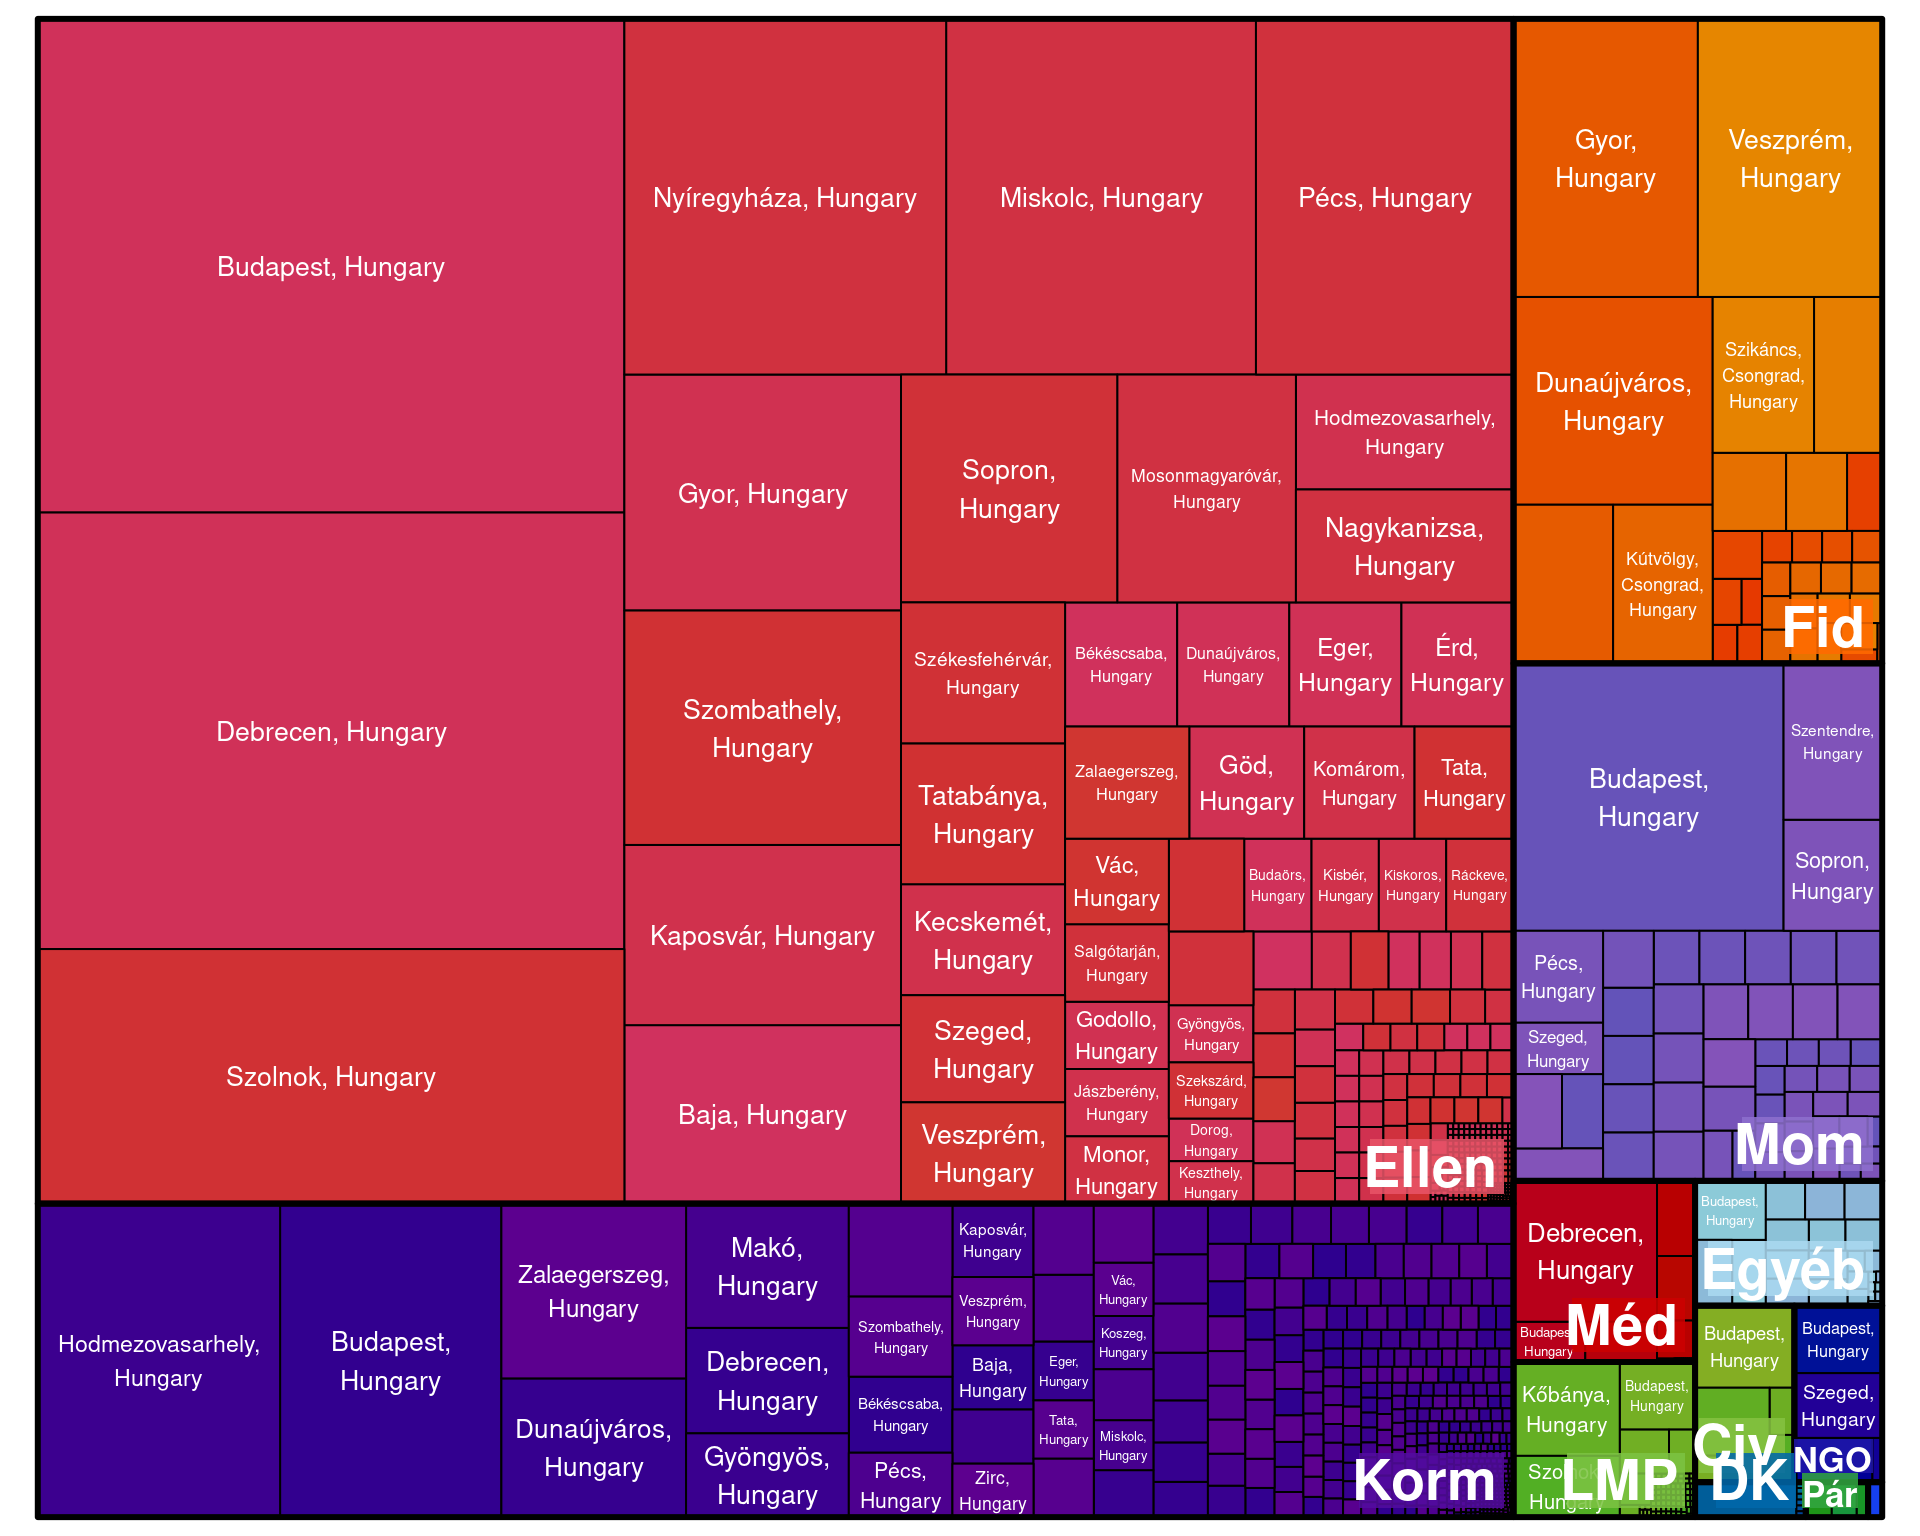 Budapest, Hungary
Debrecen, Hungary
Szolnok, Hungary
Nyíregyháza, Hungary
Miskolc, Hungary
Pécs, Hungary
Gyor, Hungary
Szombathely,
Hungary
Kaposvár, Hungary
Baja, Hungary
Sopron,
Hungary
Mosonmagyaróvár,
Hungary
Hodmezovasarhely,
Hungary
Nagykanizsa,
Hungary
Székesfehérvár,
Hungary
Tatabánya,
Hungary
Kecskemét,
Hungary
Szeged,
Hungary
Veszprém,
Hungary
Békéscsaba,
Hungary
Dunaújváros,
Hungary
Eger,
Hungary
Érd,
Hungary
Zalaegerszeg,
Hungary
Göd,
Hungary
Komárom,
Hungary
Tata,
Hungary
Vác,
Hungary
Budaörs,
Hungary
Kisbér,
Hungary
Kiskoros,
Hungary
Ráckeve,
Hungary
Salgótarján,
Hungary
Godollo,
Hungary
Gyöngyös,
Hungary
Jászberény,
Hungary
Szekszárd,
Hungary
Monor,
Hungary
Dorog,
Hungary
Keszthely,
Hungary
Ellen
Hodmezovasarhely,
Hungary
Budapest,
Hungary
Zalaegerszeg,
Hungary
Dunaújváros,
Hungary
Makó,
Hungary
Debrecen,
Hungary
Gyöngyös,
Hungary
Szombathely,
Hungary
Békéscsaba,
Hungary
Pécs,
Hungary
Kaposvár,
Hungary
Veszprém,
Hungary
Baja,
Hungary
Zirc,
Hungary
Eger,
Hungary
Tata,
Hungary
Vác,
Hungary
Koszeg,
Hungary
Miskolc,
Hungary
Korm
Gyor,
Hungary
Veszprém,
Hungary
Dunaújváros,
Hungary
Szikáncs,
Csongrad,
Hungary
Kútvölgy,
Csongrad,
Hungary
Fid
Budapest,
Hungary
Szentendre,
Hungary
Sopron,
Hungary
Pécs,
Hungary
Szeged,
Hungary
Mom
Debrecen,
Hungary
Budapest,
Hungary
Méd
Budapest,
Hungary
Egyéb
Kőbánya,
Hungary
Budapest,
Hungary
Szolnok,
Hungary
LMP
Budapest,
Hungary
Civ
Budapest,
Hungary
Szeged,
Hungary
NGO
DK
Pár